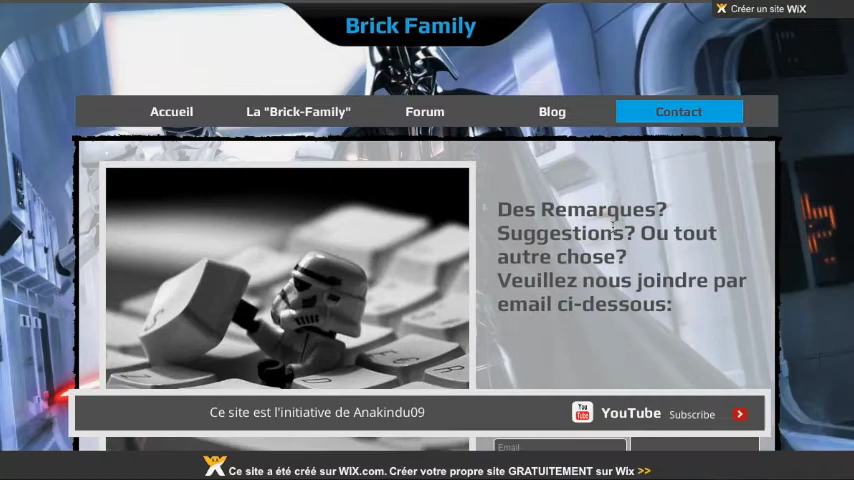 Brick Family
Créer un site WiX
Accueil
La "Brick-Family"
Forum
Blog
Contact
Des Remarques?
Suggestions? Ou tout
autre chose?
Veuillez nous joindre par
email ci-dessous:
S
D
Ce site est l'initiative de Anakindu09
You
Tube
YouTube Subscribe
Email
Ce site a été créé sur WIX.com. Créer votre propre site GRATUITEMENT sur Wix >>